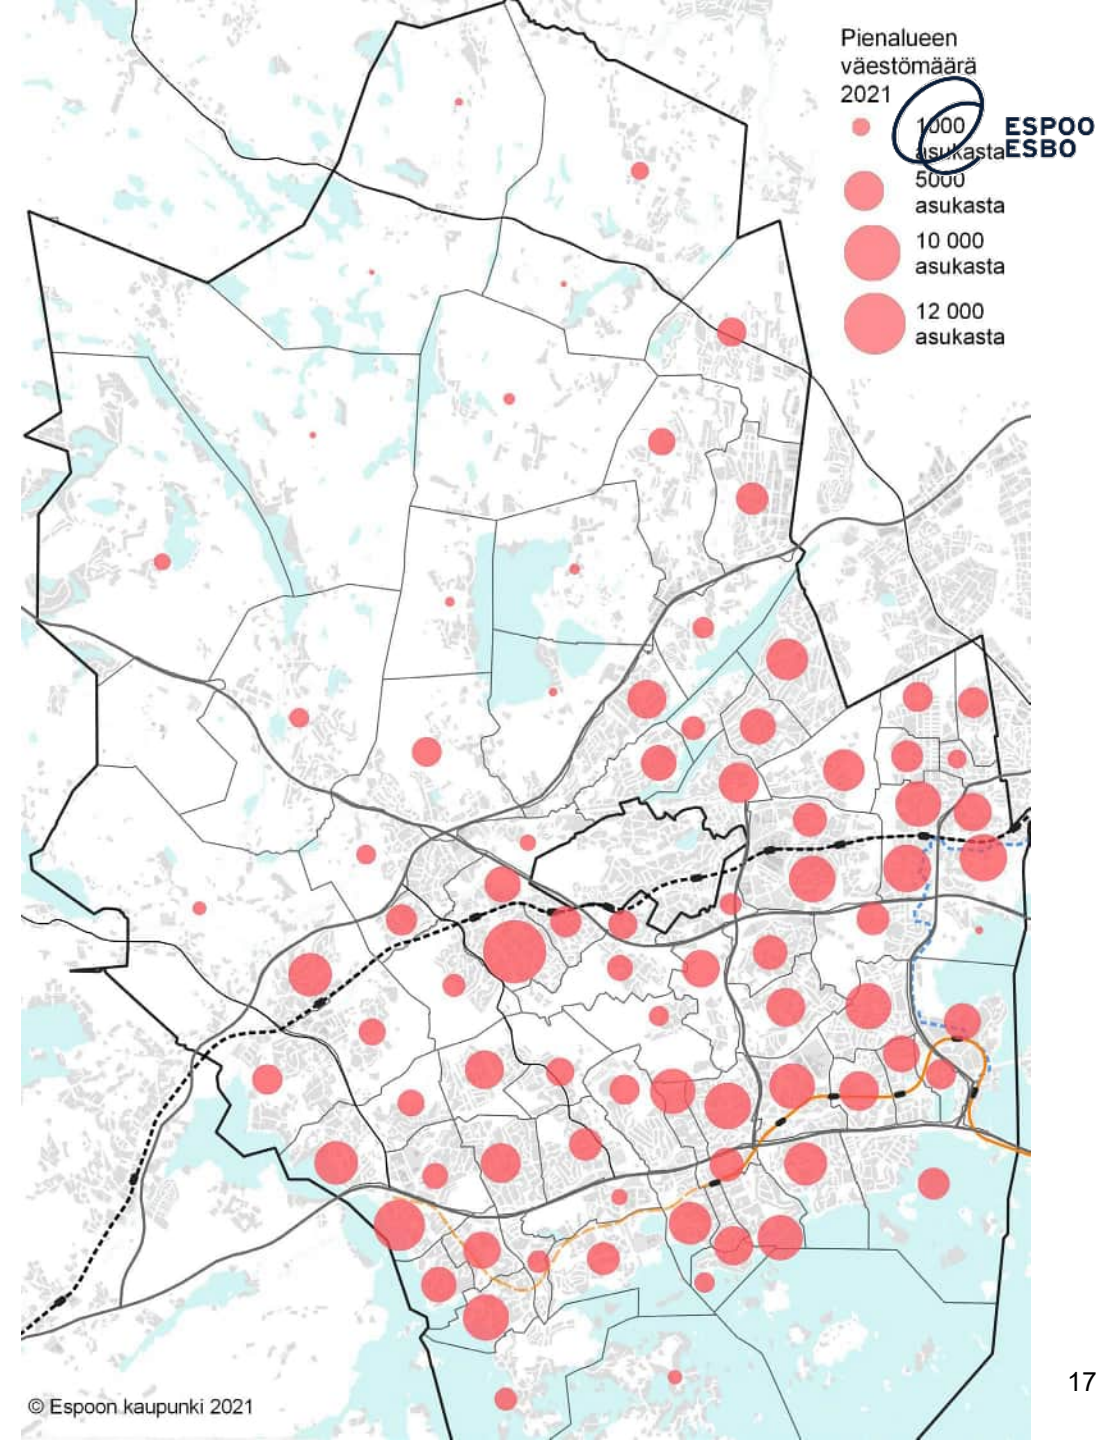 Pienalueen
väestömäärä
2021
1000
asukasta
5000
asukasta
10 000
asukasta
12 000
asukasta
ESPOO
ESBO
17
© Espoon kaupunki 2021